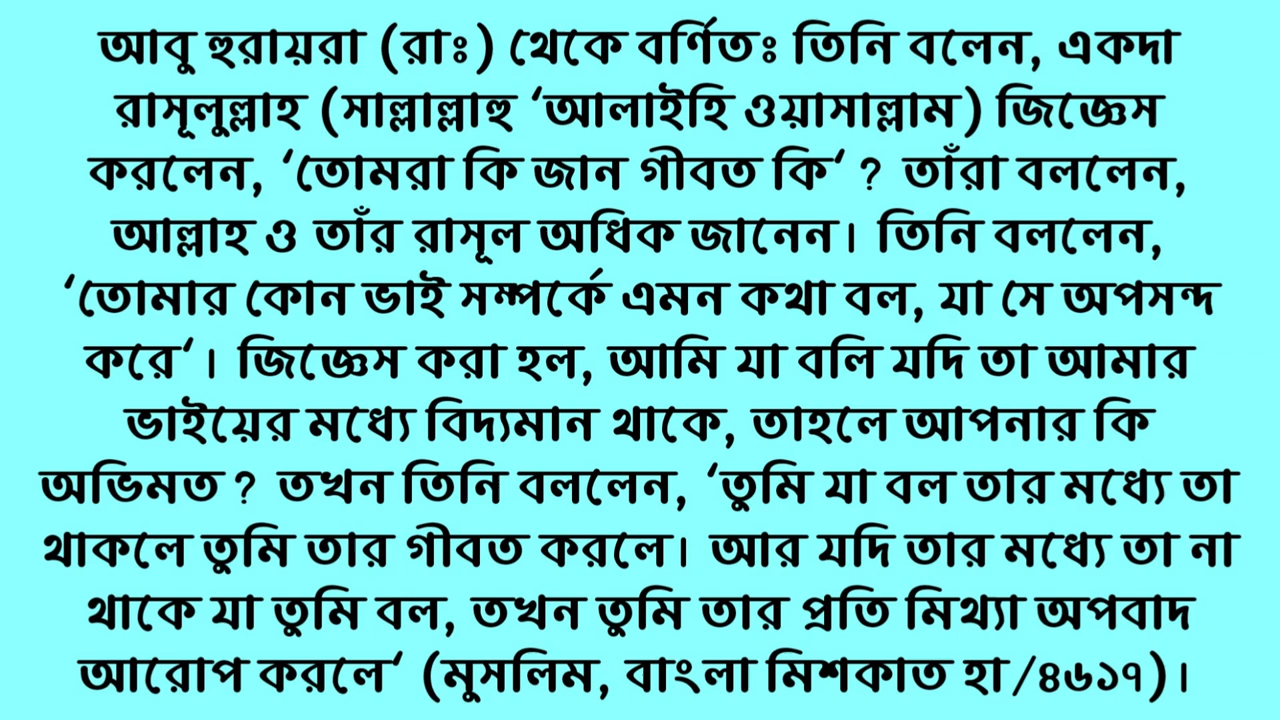 আবু হুরায়রা (রাঃ) থেকে বর্ণিতঃ তিনি বলেন, একদা
রাসূলুল্লাহ (সাল্লাল্লাহু ‘আলাইহি ওয়াসাল্লাম) জিজ্ঞেস
করলেন, ‘তোমরা কি জান গীবত কি‘ ? তাঁরা বললেন,
আল্লাহ ও তাঁর রাসূল অধিক জানেন। তিনি বললেন,
‘তোমার কোন ভাই সম্পর্কে এমন কথা বল, যা সে অপসন্দ
করে‘। জিজ্ঞেস করা হল, আমি যা বলি যদি তা আমার
ভাইয়ের মধ্যে বিদ্যমান থাকে, তাহলে আপনার কি
অভিমত ? তখন তিনি বললেন, ‘তুমি যা বল তার মধ্যে তা
থাকলে তুমি তার গীবত করলে। আর যদি তার মধ্যে তা না
থাকে যা তুমি বল, তখন তুমি তার প্রতি মিথ্যা অপবাদ
আরোপ করলে‘ (মুসলিম, বাংলা মিশকাত হা/৪৬১৭)।